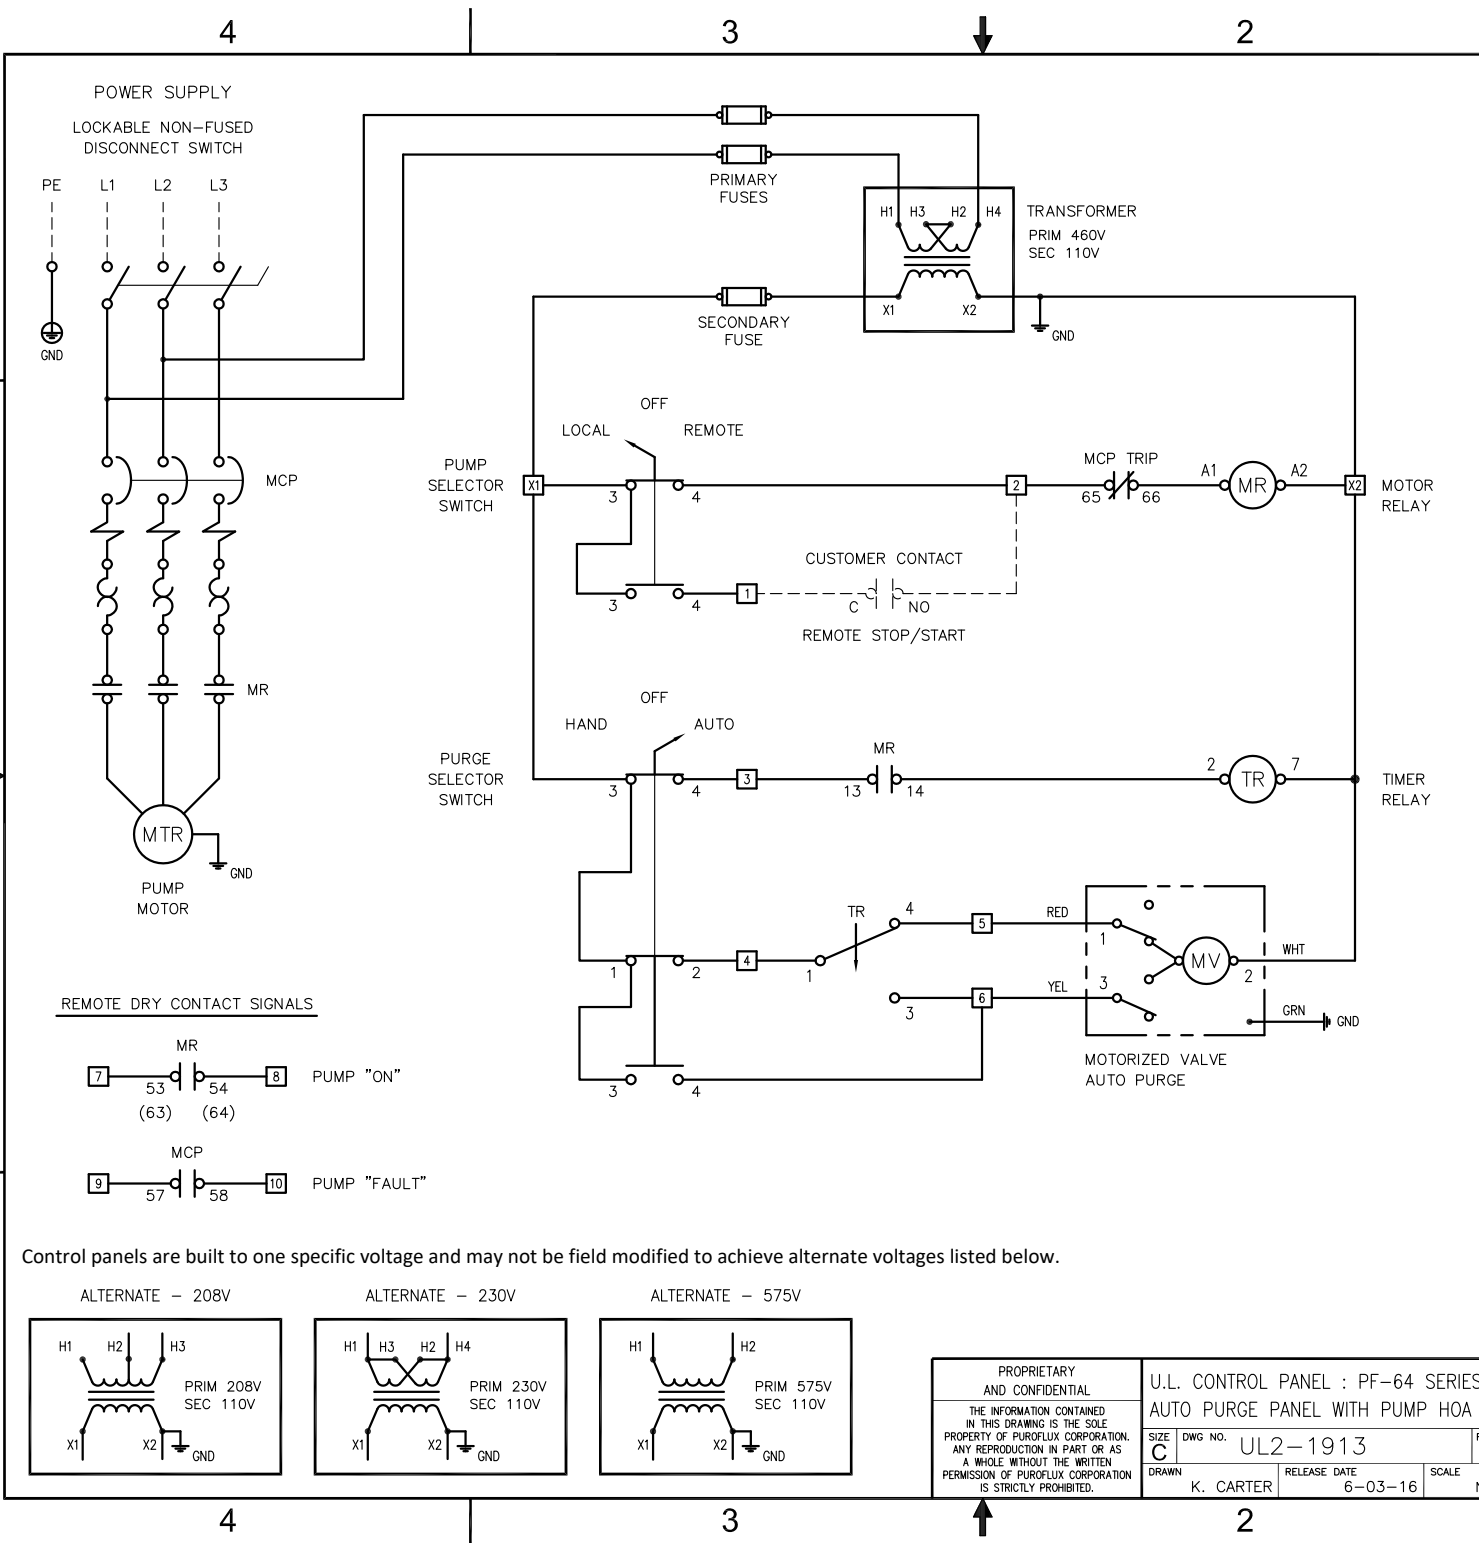 4
3
2
POWER SUPPLY
LOCKABLE NON-FUSED
DISCONNECT SWITCH
PE
L1
L2
L3
GND
PRIMARY
FUSES
H1
H3
H2
H4
TRANSFORMER
PRIM 460V
SEC 110V
X1
X2
GND
SECONDARY
FUSE
MCP
OFF
LOCAL
REMOTE
PUMP
SELECTOR
SWITCH
X1
3
4
2
MCP TRIP
65
66
A1
MR
A2
X2
MOTOR
RELAY
CUSTOMER CONTACT
3
4
1
C
NO
REMOTE STOP/START
MR
OFF
HAND
AUTO
PURGE
SELECTOR
SWITCH
3
4
3
MR
13
14
2
TR
7
TIMER
RELAY
MTR
GND
PUMP
MOTOR
1
2
4
1
TR
4
3
5
RED
1
MV
2
WHT
6
YEL
3
GRN
GND
3
4
MOTORIZED VALVE
AUTO PURGE
REMOTE DRY CONTACT SIGNALS
MR
7
53
54
8
PUMP "ON"
(63)
(64)
MCP
9
57
58
10
PUMP "FAULT"
Control panels are built to one specific voltage and may not be field modified to achieve alternate voltages listed below.
ALTERNATE - 208V
H1
H2
H3
PRIM 208V
SEC 110V
X1
X2
GND
ALTERNATE - 230V
H1
H3
H2
H4
PRIM 230V
SEC 110V
X1
X2
GND
ALTERNATE - 575V
H1
H2
PRIM 575V
SEC 110V
X1
X2
GND
PROPRIETARY
AND CONFIDENTIAL
THE INFORMATION CONTAINED
IN THIS DRAWING IS THE SOLE
PROPERTY OF PUROFLUX CORPORATION.
ANY REPRODUCTION IN PART OR AS
A WHOLE WITHOUT THE WRITTEN
PERMISSION OF PUROFLUX CORPORATION
IS STRICTLY PROHIBITED.
U.L. CONTROL PANEL : PF-64 SERIES
AUTO PURGE PANEL WITH PUMP HOA
SIZE
C
DWG NO.
UL2-1913
DRAWN
K. CARTER
RELEASE DATE
6-03-16
SCALE
4
3
2